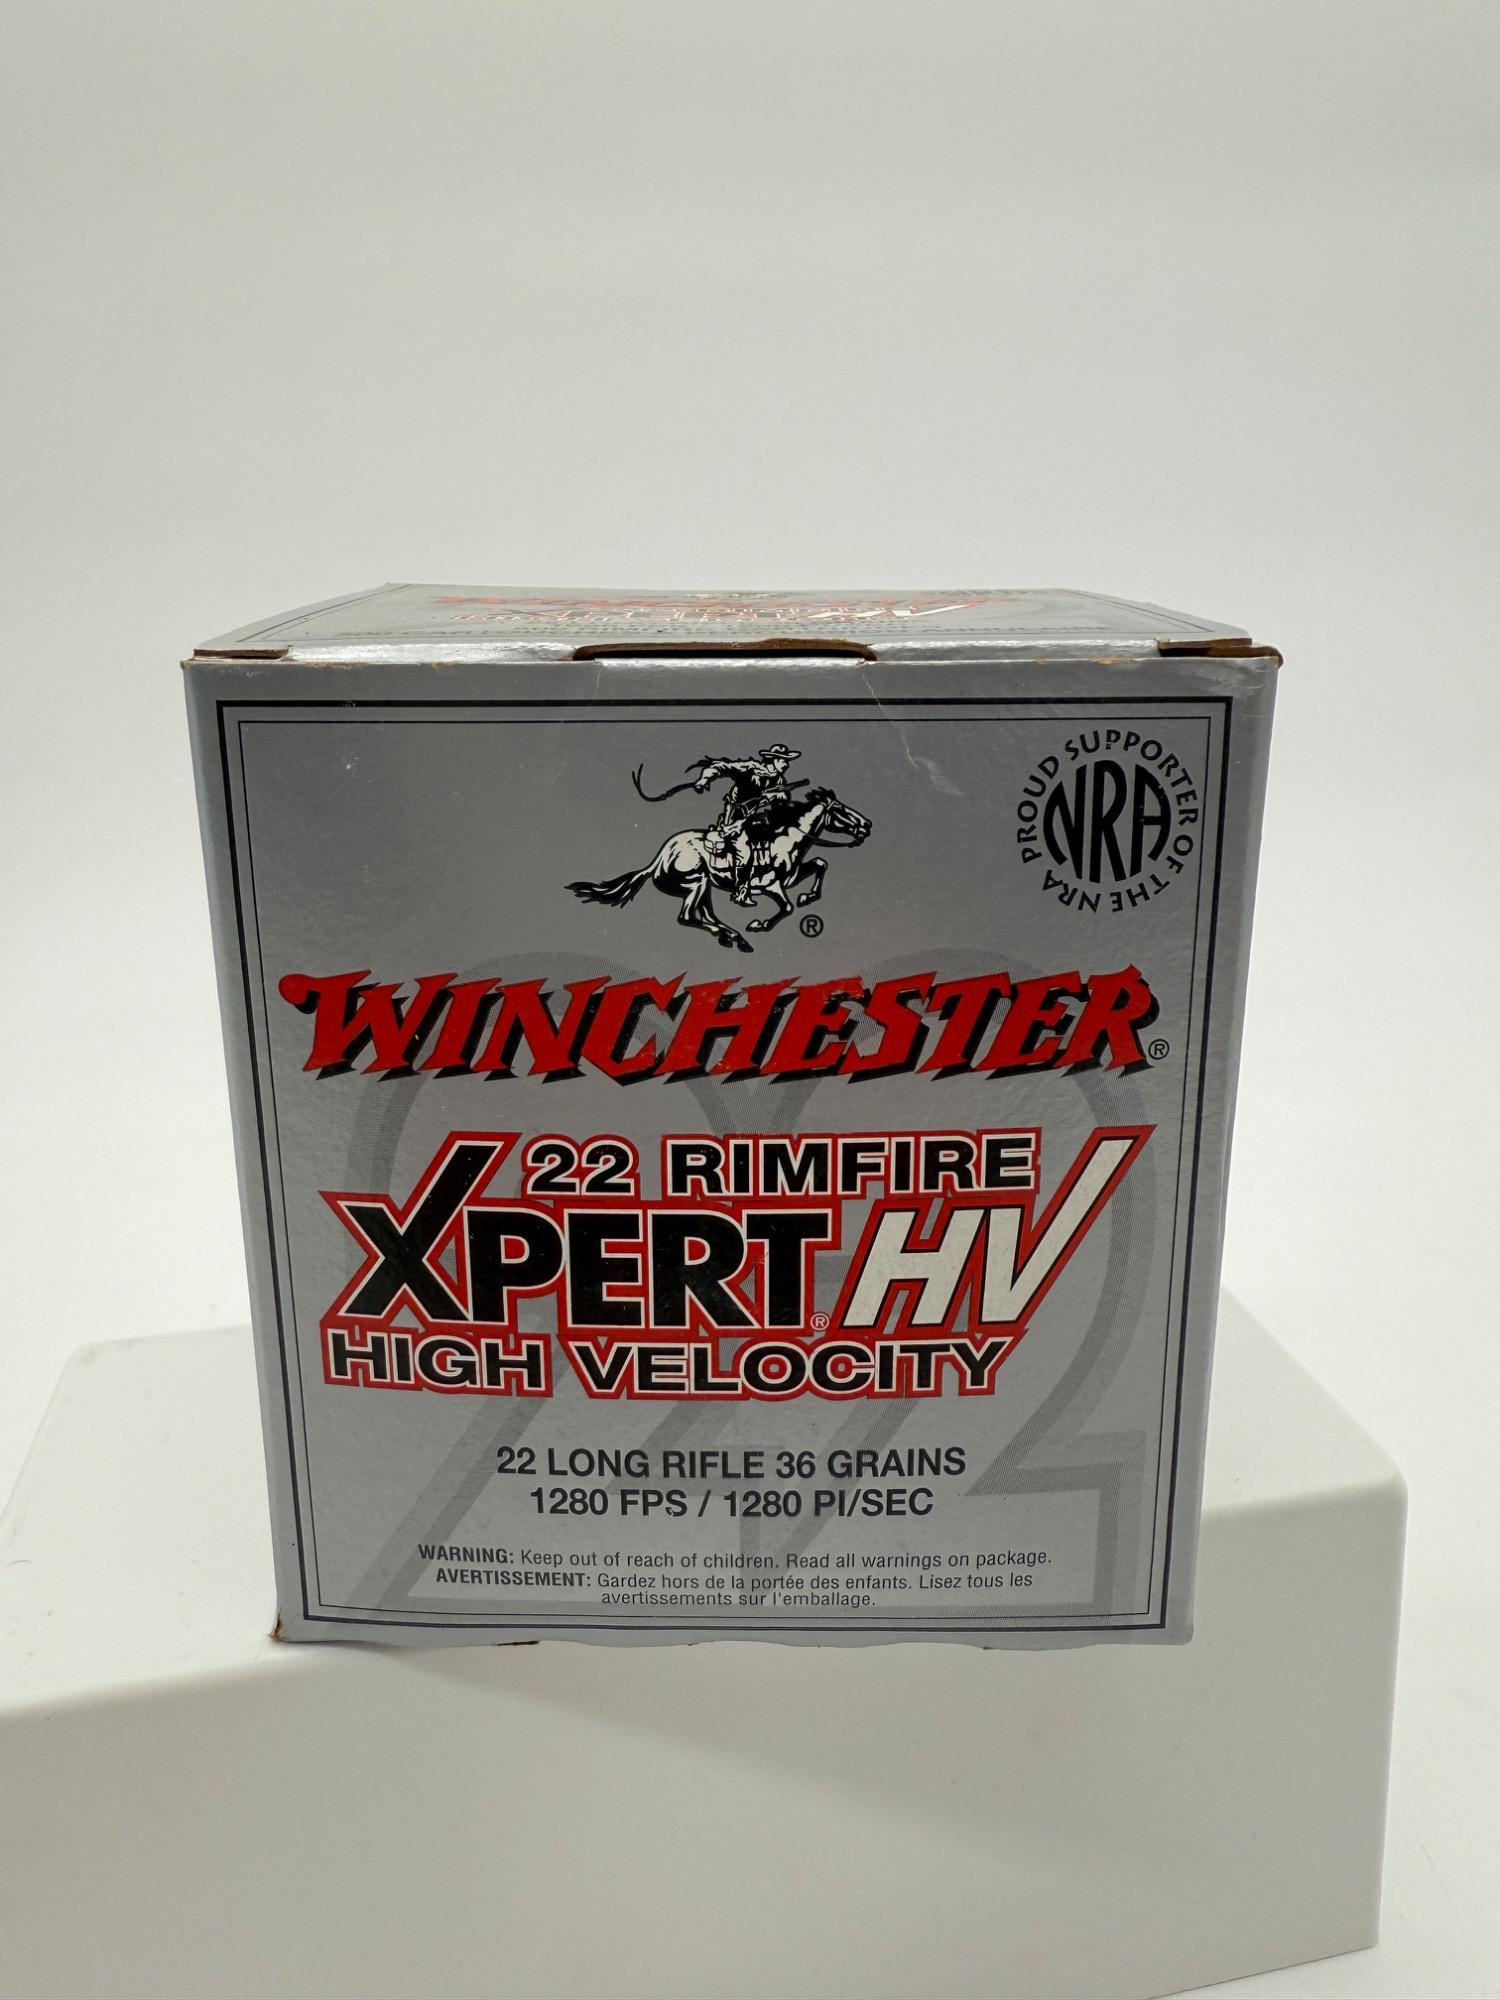 WINCHESTER
PROUD SUPPORTER OF THE NRA
NRA
®
WINCHESTER®
22 RIMFIRE
XPERT® HV
HIGH VELOCITY
22 LONG RIFLE 36 GRAINS
1280 FPS / 1280 PI/SEC
WARNING: Keep out of reach of children. Read all warnings on package.
AVERTISSEMENT: Gardez hors de la portée des enfants. Lisez tous les
avertissements sur l'emballage.